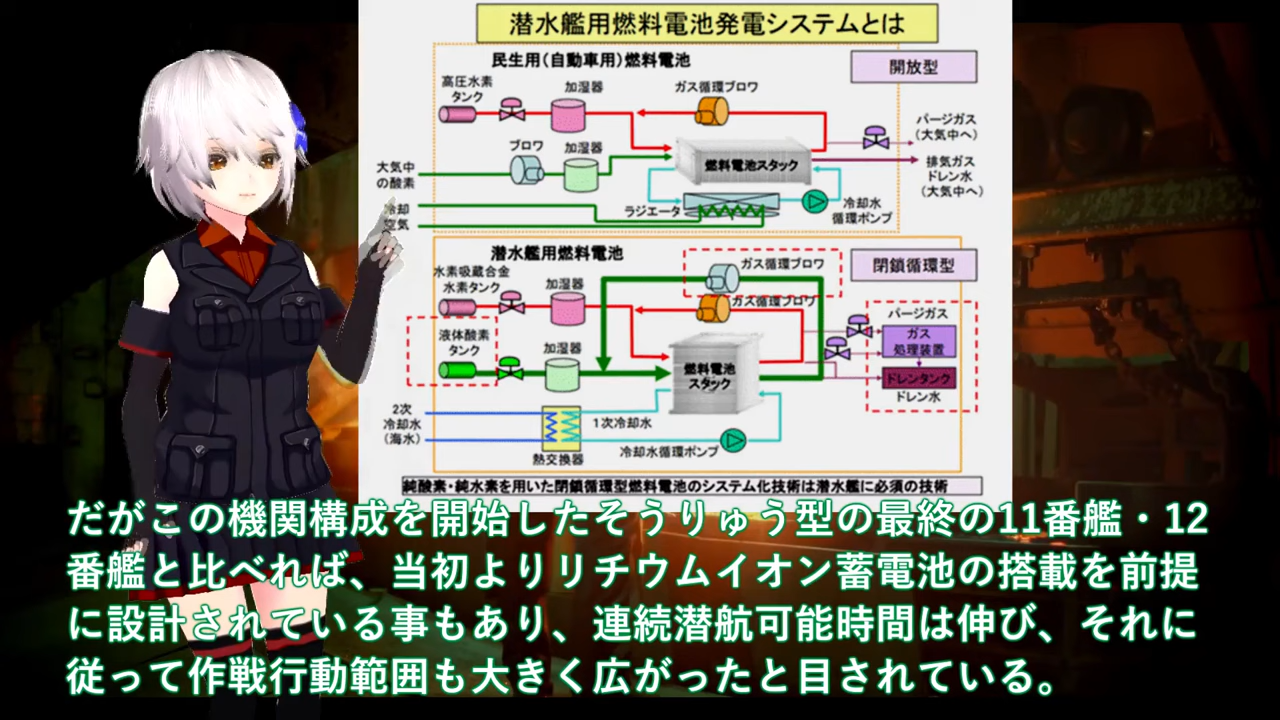 潜水艦用燃料電池発電システムとは
民生用(自動車用)燃料電池
開放型
高圧水素
タンク
加湿器
ガス循環ブロワ
パージガス
(大気中へ)
ブロワ
加湿器
燃料電池スタック
排気ガス
ドレン水
(大気中へ)
大気中
の酸素
冷却
空気
ラジエータ
冷却水
循環ポンプ
潜水艦用燃料電池
閉鎖循環型
水素吸蔵合金
水素タンク
加湿器
ガス循環ブロワ
ガス循環ブロワ
パージガス
ガス
処理装置
液体酸素
タンク
加湿器
燃料電池
スタック
ドレンタンク
ドレン水
2次
冷却水
(海水)
1次冷却水
熱交換器
冷却水循環ポンプ
純酸素・純水素を用いた閉鎖循環型燃料電池のシステム化技術は潜水艦に必須の技術
だがこの機関構成を開始したそうりゅう型の最終の11番艦・12
番艦と比べれば、当初よりリチウムイオン蓄電池の搭載を前提
に設計されている事もあり、連続潜航可能時間は伸び、それに
従って作戦行動範囲も大きく広がったと目されている。